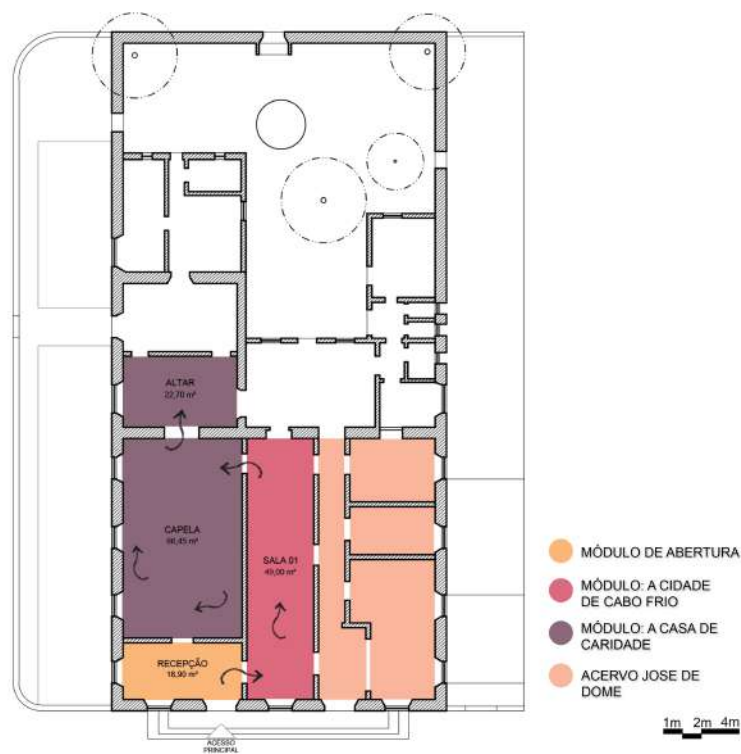 ALTAR
22,70 m²
CAPELA
66,45 m²
SALA 01
49,00 m²
RECEPÇÃO
18,90 m²
ACESSO
PRINCIPAL
MÓDULO DE ABERTURA
MÓDULO: A CIDADE
DE CABO FRIO
MÓDULO: A CASA DE
CARIDADE
ACERVO JOSE DE
DOME
1m 2m 4m